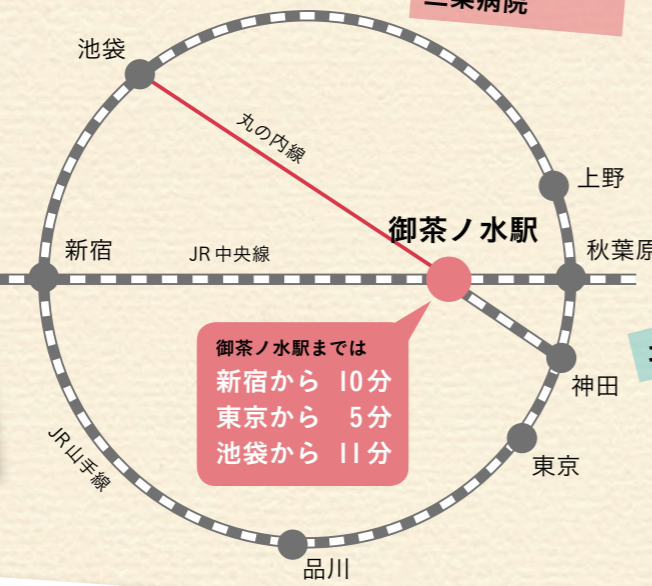 池袋
丸の内線
上野
御茶ノ水駅
新宿
JR中央線
秋葉原
御茶ノ水駅までは
新宿から 10分
東京から 5分
池袋から 11分
神田
JR山手線
東京
品川